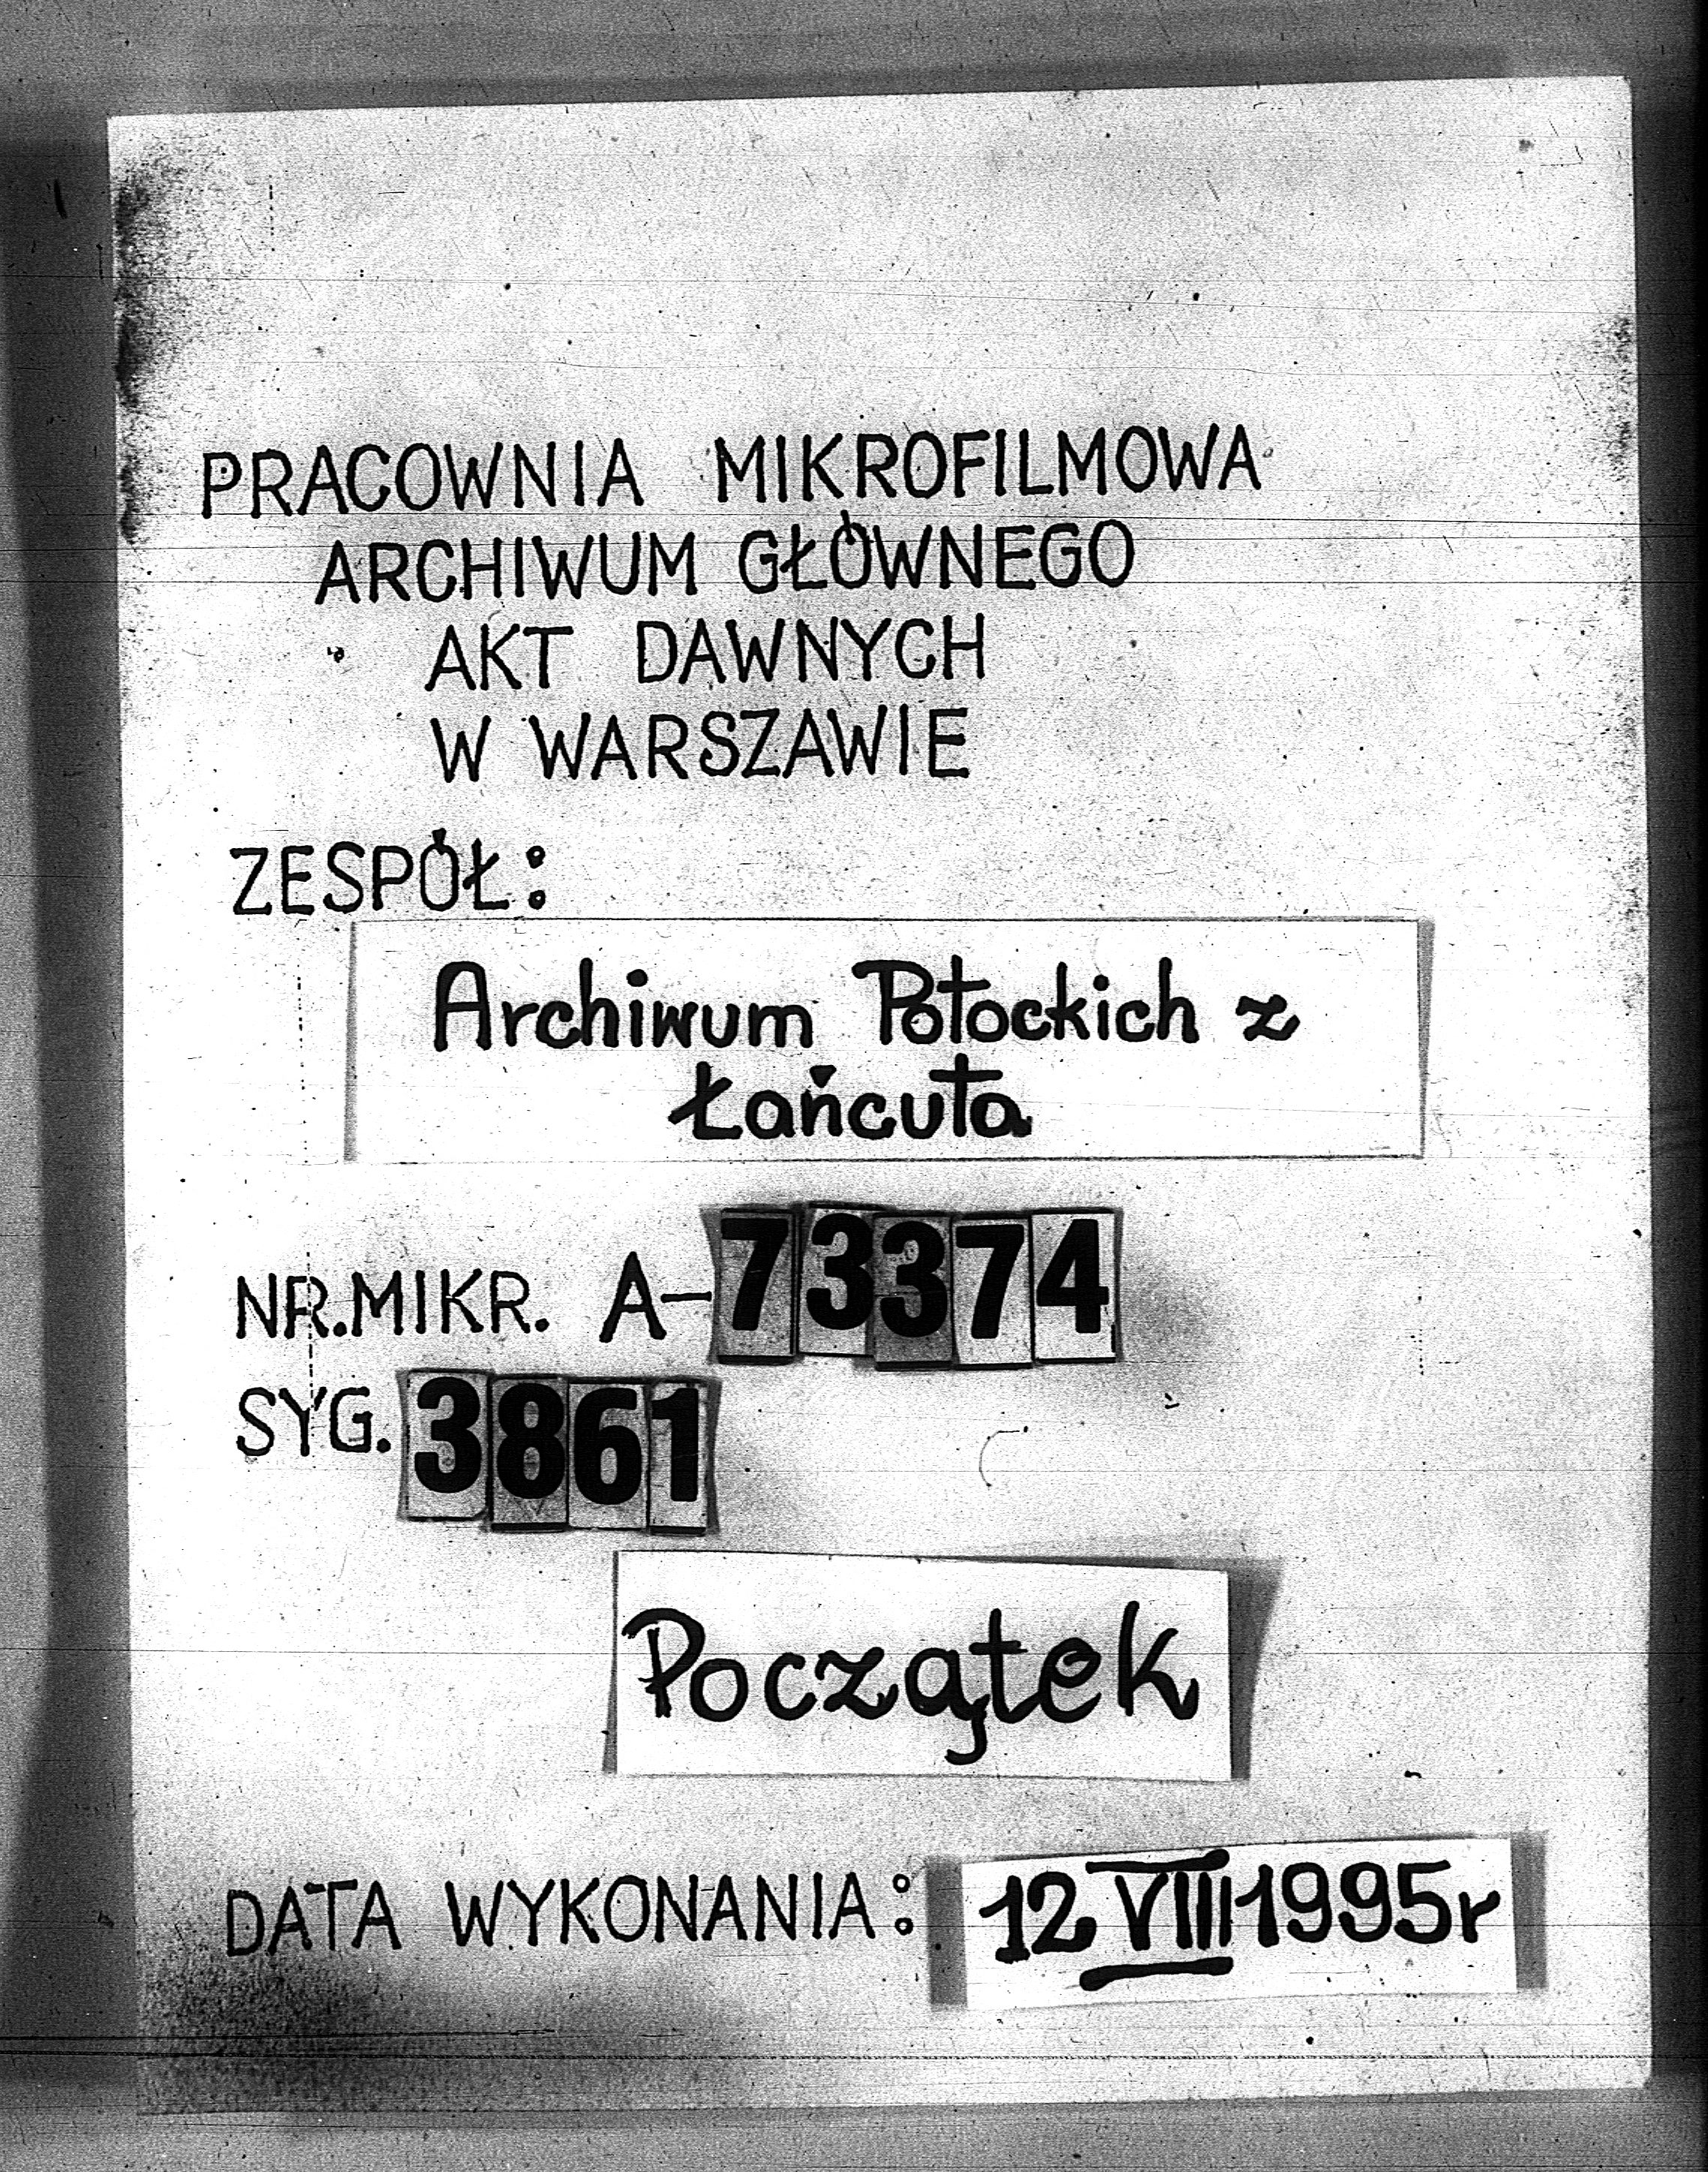 PRACOWNIA MIKROFILMOWA
ARCHIWUM GŁÓWNEGO
AKT DAWNYCH
W WARSZAWIE
ZESPÓŁ:
Archiwum Potockich z
Łańcuta
NR.MIKR. A-73374
SYG. 3861
Początek
DATA WYKONANIA: 12 VIII 1995r